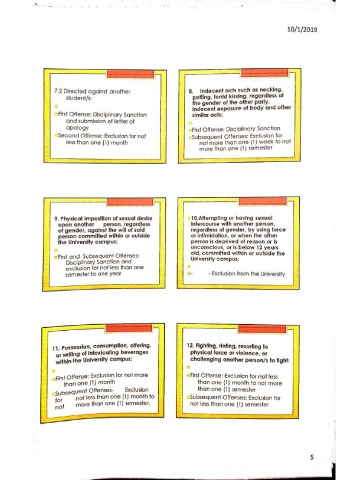 10/1/2019
7.2 Directed against another
student/s:
First Offense: Disciplinary Sanction
and submission of letter of
apology
Second Offense: Exclusion for not
less than one (1) month
8. Indecent acts such as necking,
petting, torrid kissing, regardless of
the gender of the other party,
indecent exposure of body and other
similar acts:
First Offense: Disciplinary Sanction
Subsequent Offenses: Exclusion for
not more than one (1) week to not
more than one (1) semester
9. Physical imposition of sexual desire
upon another person, regardless
of gender, against the will of said
person committed within or outside
the University campus:
First and Subsequent Offenses:
Disciplinary Sanction and
exclusion for not less than one
semester to one year
10.Attempting or having sexual
intercourse with another person,
regardless of gender, by using force
or intimidation, or when the other
person is deprived of reason or is
unconscious, or is below 12 years
old, committed within or outside the
University campus:
- Exclusion from the University
11. Possession, consumption, offering,
or selling of intoxicating beverages
within the University campus:
First Offense: Exclusion for not more
than one (1) month
Subsequent Offenses- Exclusion
for not less than one (1) month to
not more than one (1) semester.
12. Fighting, rioting, resorting to
physical force or violence, or
challenging another person/s to fight:
First Offense: Exclusion for not less
than one (1) month to not more
than one (1) semester
Subsequent Offenses: Exclusion for
not less than one (1) semester
5